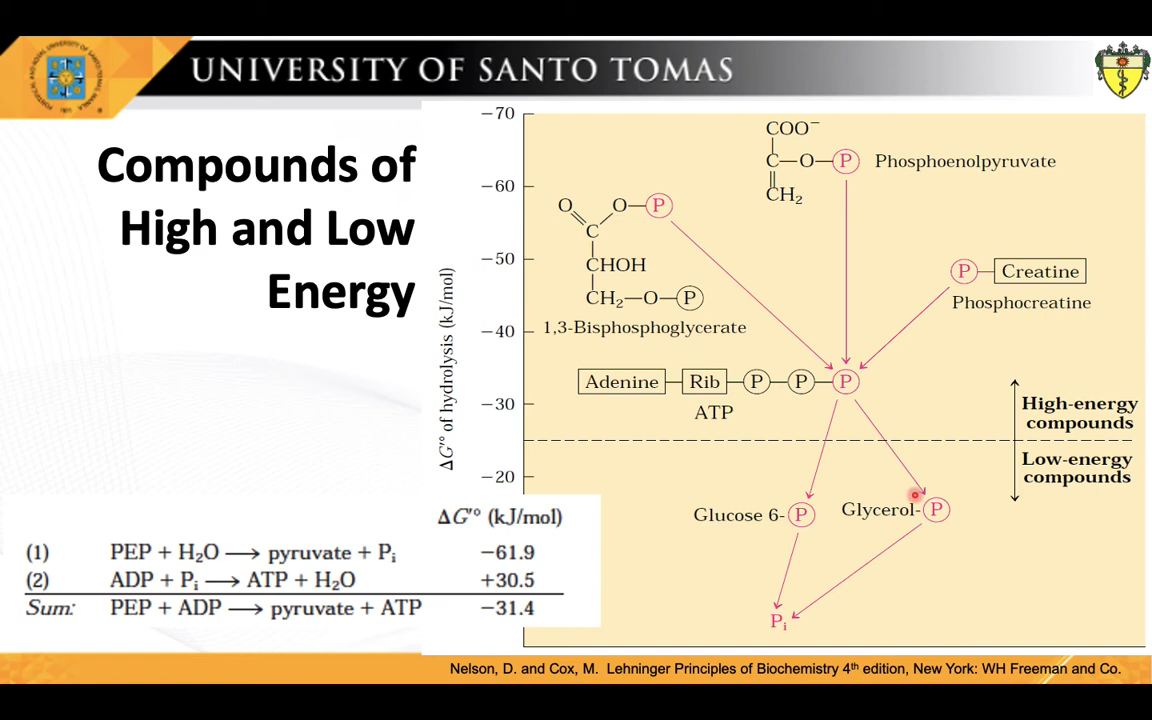 UNIVERSITY OF SANTO TOMAS
Compounds of
High and Low
Energy
ΔG'° of hydrolysis (kJ/mol)
−70
−60
−50
−40
−30
−20
COO⁻
C—O—P Phosphoenolpyruvate
CH₂
O O—P
C
CHOH
CH₂—O—P
1,3-Bisphosphoglycerate
P Creatine
Phosphocreatine
Adenine Rib P P P
ATP
High-energy
compounds
Low-energy
compounds
Glucose 6-P
Glycerol-P
Pᵢ
ΔG'° (kJ/mol)
(1) PEP + H₂O ⟶ pyruvate + Pᵢ −61.9
(2) ADP + Pᵢ ⟶ ATP + H₂O +30.5
Sum: PEP + ADP ⟶ pyruvate + ATP −31.4
Nelson, D. and Cox, M. Lehninger Principles of Biochemistry 4th edition, New York: WH Freeman and Co.